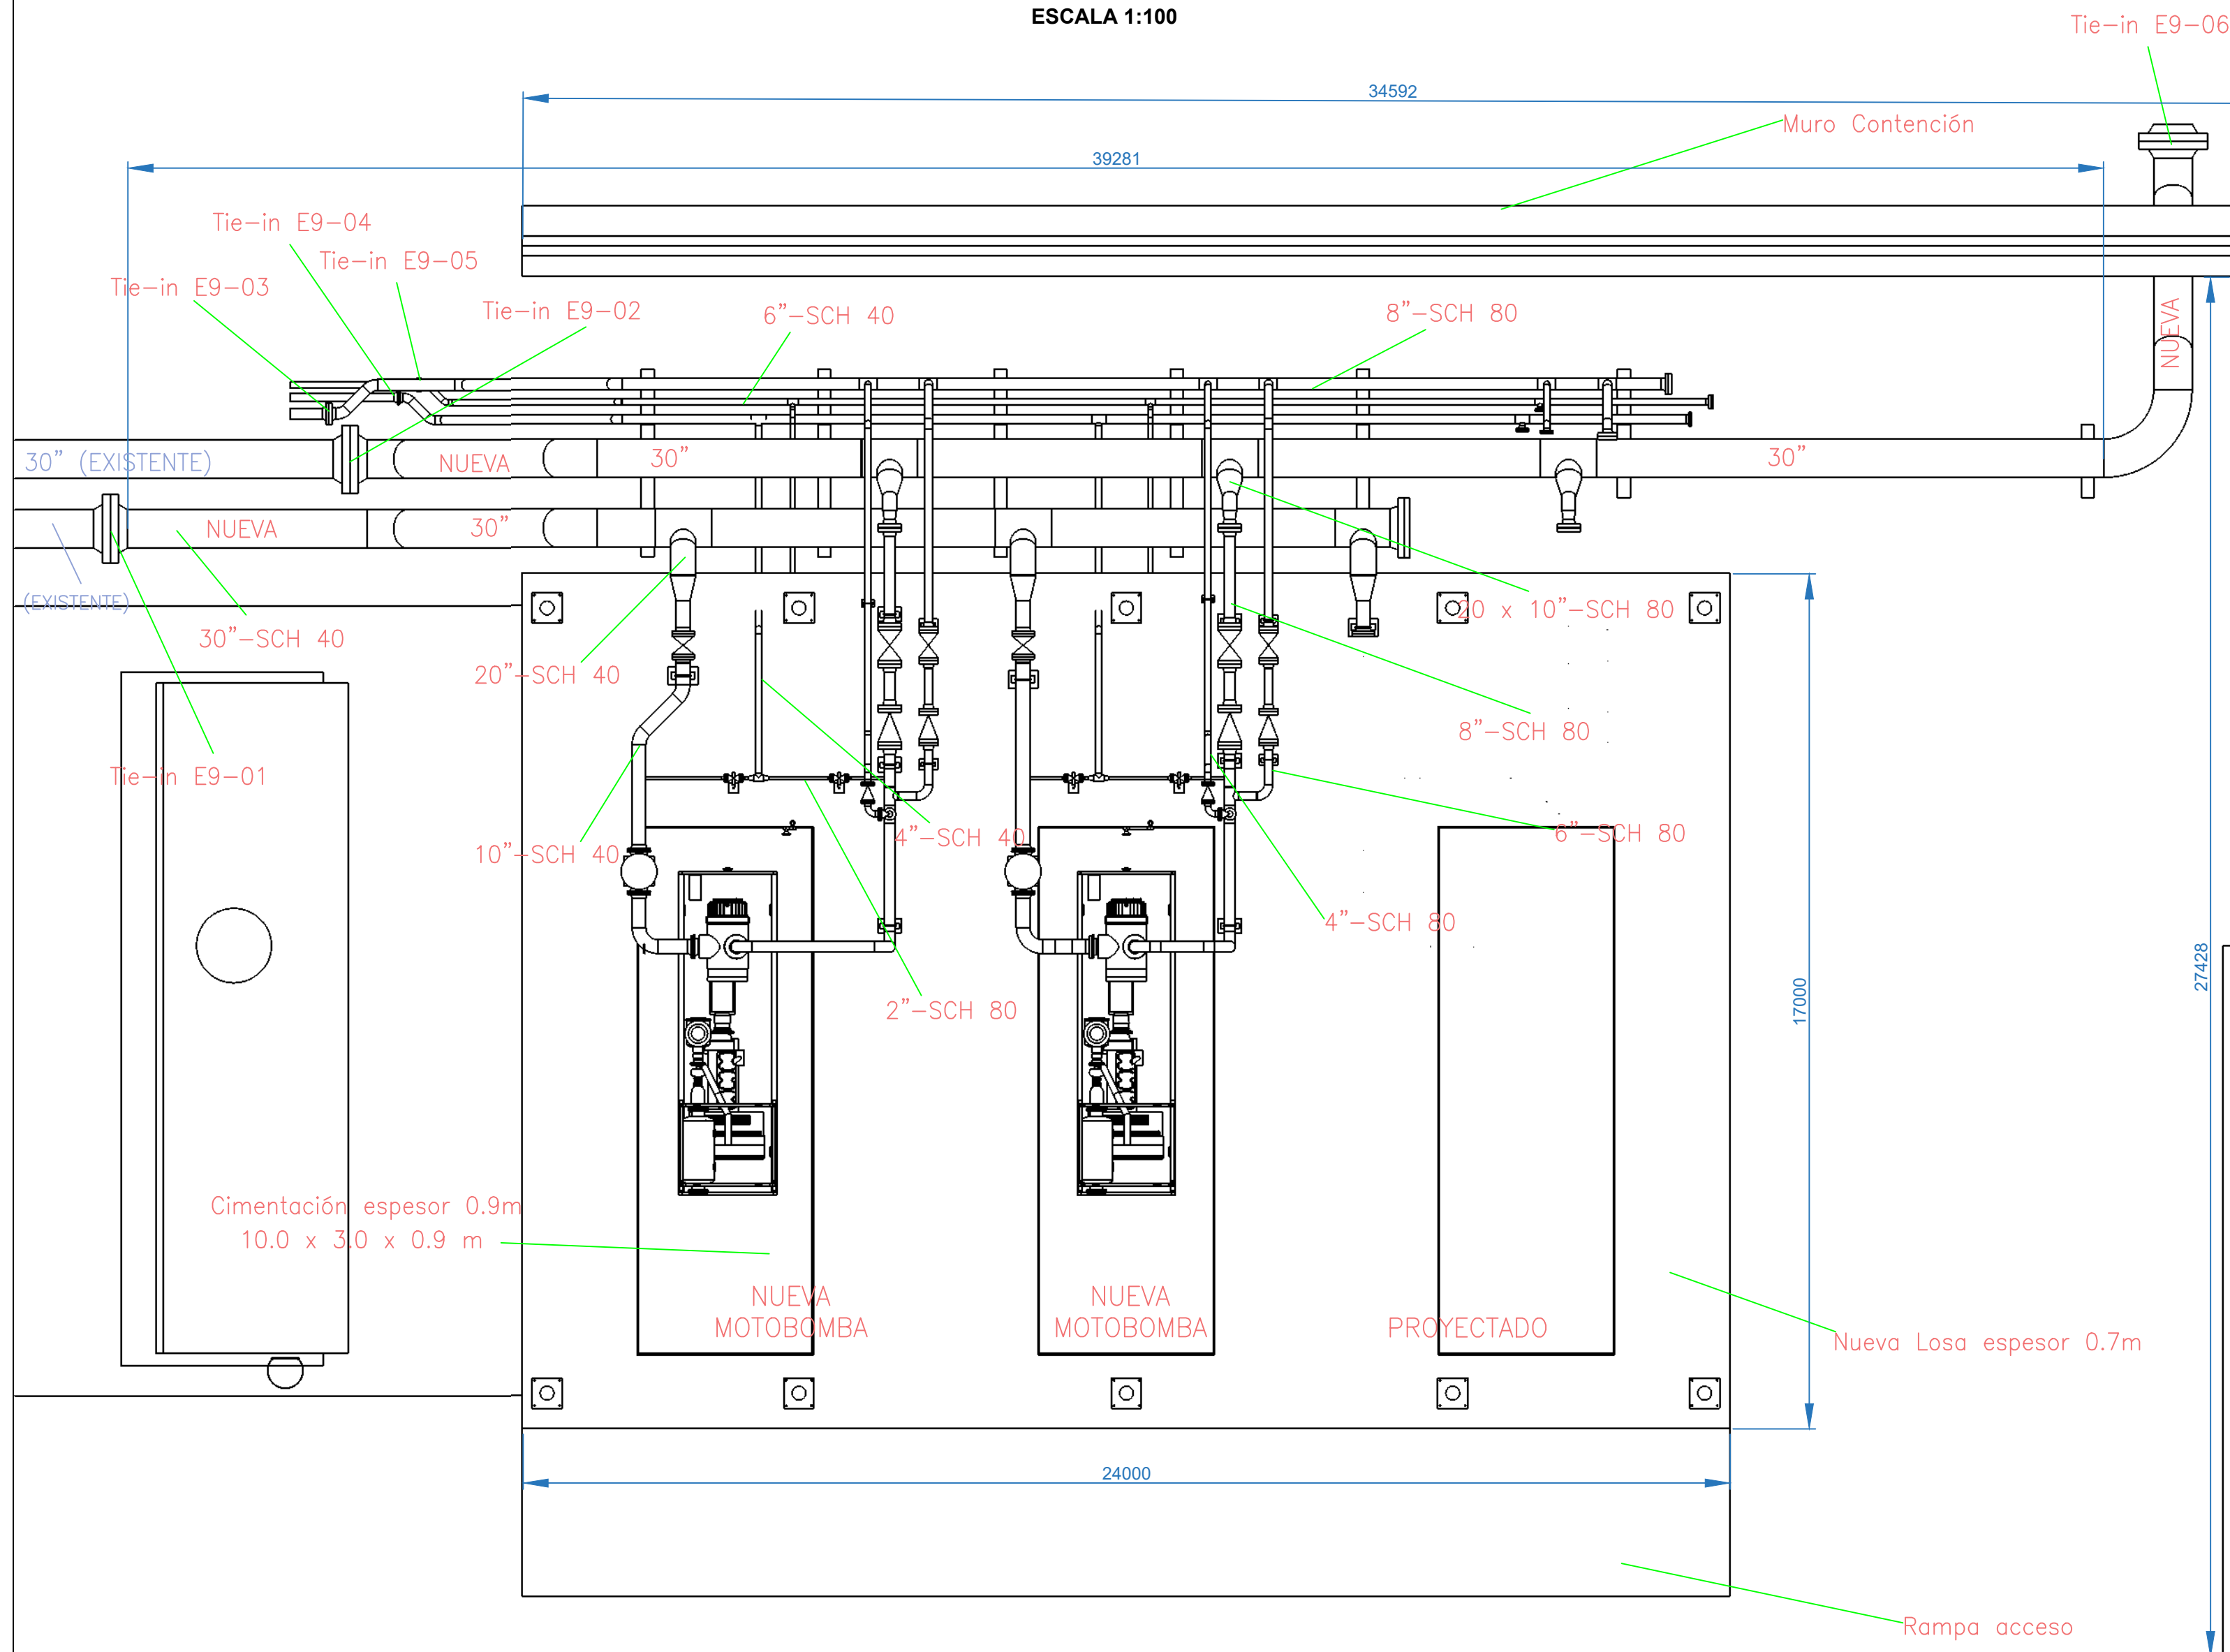 ESCALA 1:100
Tie-in E9-06
34592
Muro Contención
39281
Tie-in E9-04
Tie-in E9-05
Tie-in E9-03
Tie-in E9-02
6”-SCH 40
8”-SCH 80
NUEVA
30” (EXISTENTE)
NUEVA
30”
30”
NUEVA
30”
(EXISTENTE)
30”-SCH 40
20 x 10”-SCH 80
20”-SCH 40
8”-SCH 80
Tie-in E9-01
4”-SCH 40
6”-SCH 80
10”-SCH 40
4”-SCH 80
2”-SCH 80
17000
27428
Cimentación espesor 0.9m
10.0 x 3.0 x 0.9 m
NUEVA
MOTOBOMBA
NUEVA
MOTOBOMBA
PROYECTADO
Nueva Losa espesor 0.7m
24000
Rampa acceso